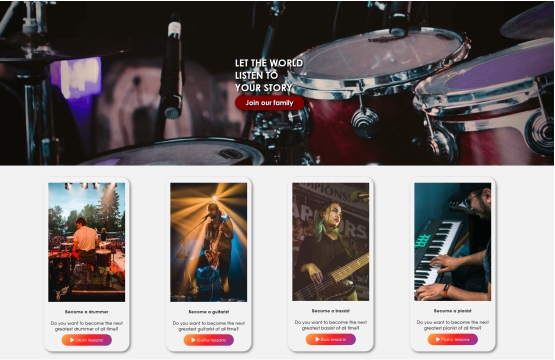 LET THE WORLD
LISTEN TO
YOUR STORY
Join our family
Become a drummer
Do you want to become the next
greatest drummer of all time?
Drum lessons
Become a guitarist
Do you want to become the next
greatest guitarist of all time?
Guitar lessons
Become a bassist
Do you want to become the next
greatest bassist of all time?
Bass lessons
Become a pianist
Do you want to become the next
greatest pianist of all time?
Piano lessons